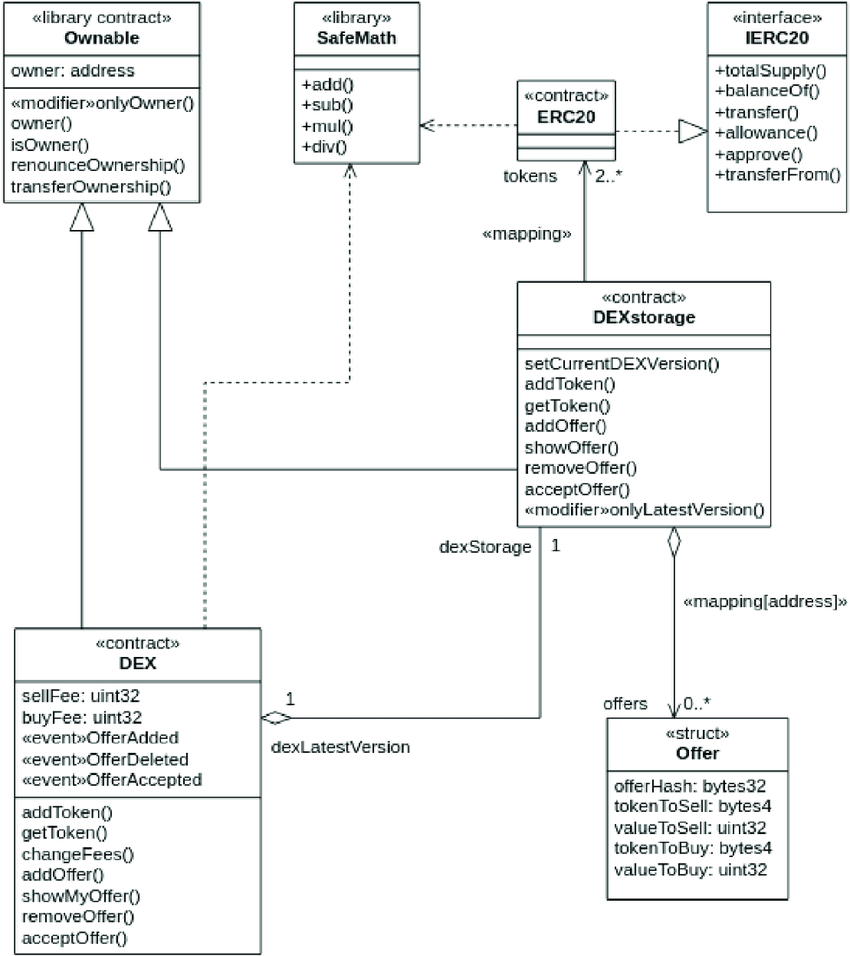 «library contract»
Ownable
owner: address
«modifier»onlyOwner()
owner()
isOwner()
renounceOwnership()
transferOwnership()
«library»
SafeMath
+add()
+sub()
+mul()
+div()
«contract»
ERC20
«interface»
IERC20
+totalSupply()
+balanceOf()
+transfer()
+allowance()
+approve()
+transferFrom()
tokens
2..*
«mapping»
«contract»
DEXstorage
setCurrentDEXVersion()
addToken()
getToken()
addOffer()
showOffer()
removeOffer()
acceptOffer()
«modifier»onlyLatestVersion()
dexStorage
1
«mapping[address]»
«contract»
DEX
sellFee: uint32
buyFee: uint32
«event»OfferAdded
«event»OfferDeleted
«event»OfferAccepted
addToken()
getToken()
changeFees()
addOffer()
showMyOffer()
removeOffer()
acceptOffer()
1
dexLatestVersion
offers
0..*
«struct»
Offer
offerHash: bytes32
tokenToSell: bytes4
valueToSell: uint32
tokenToBuy: bytes4
valueToBuy: uint32